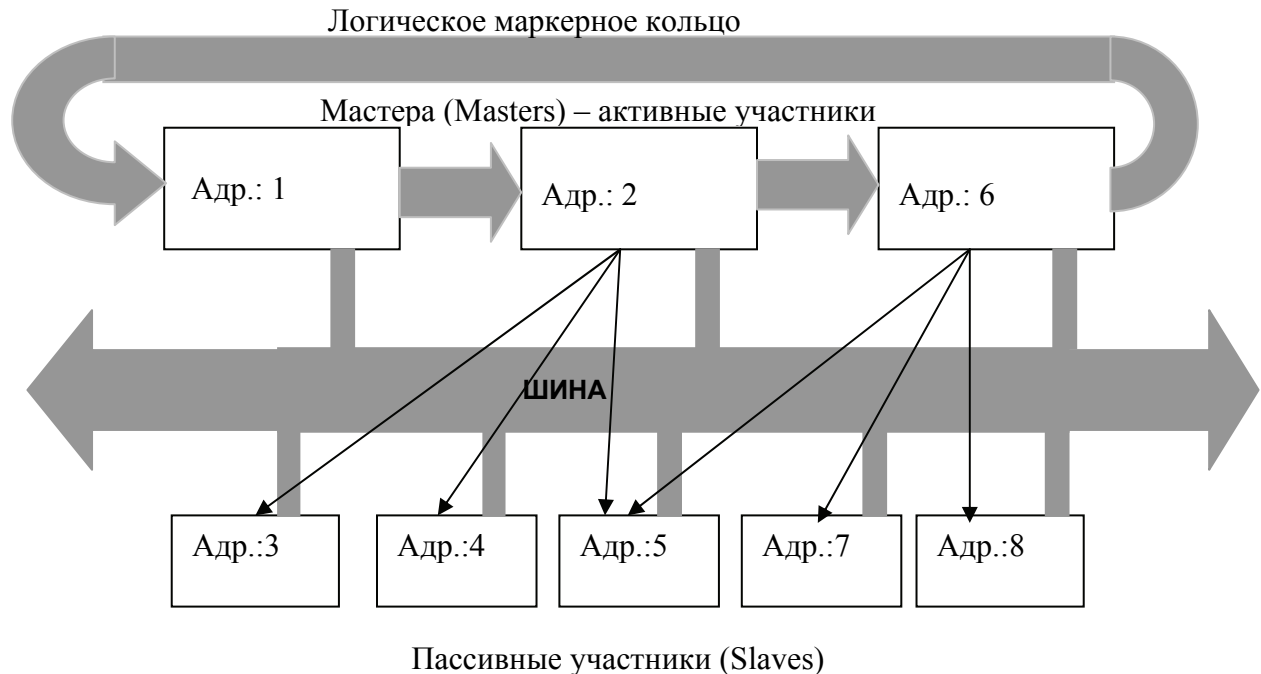 Логическое маркерное кольцо
Мастера (Masters) – активные участники
Адр.: 1
Адр.: 2
Адр.: 6
ШИНА
Адр.:3
Адр.:4
Адр.:5
Адр.:7
Адр.:8
Пассивные участники (Slaves)